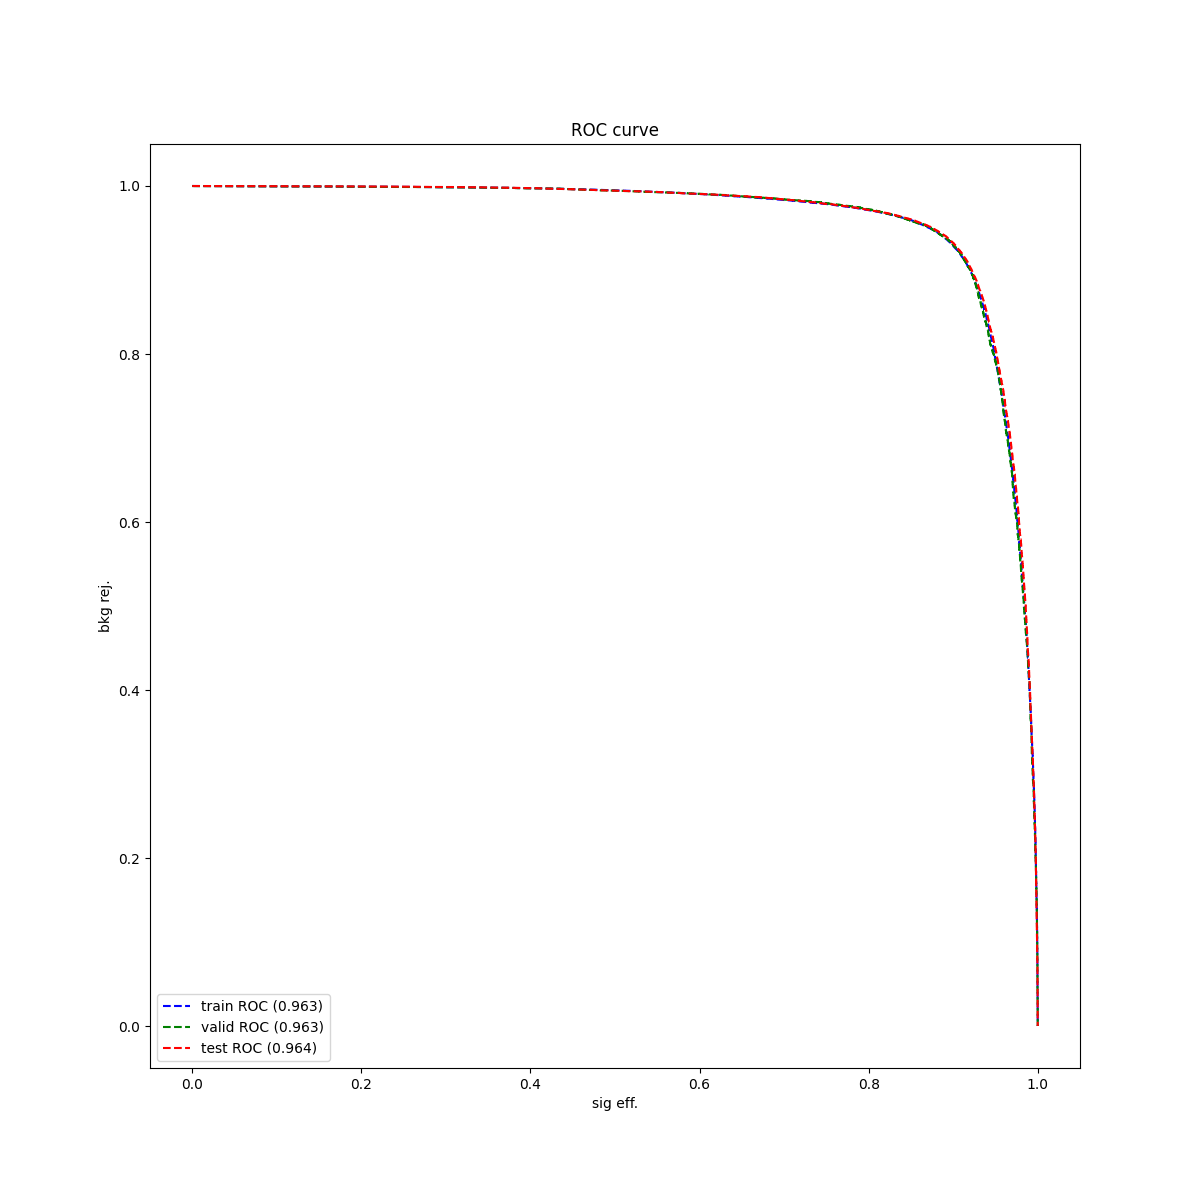 ROC curve
1.0
0.8
0.6
0.4
0.2
0.0
bkg rej.
train ROC (0.963)
valid ROC (0.963)
test ROC (0.964)
0.0 0.2 0.4 0.6 0.8 1.0
sig eff.